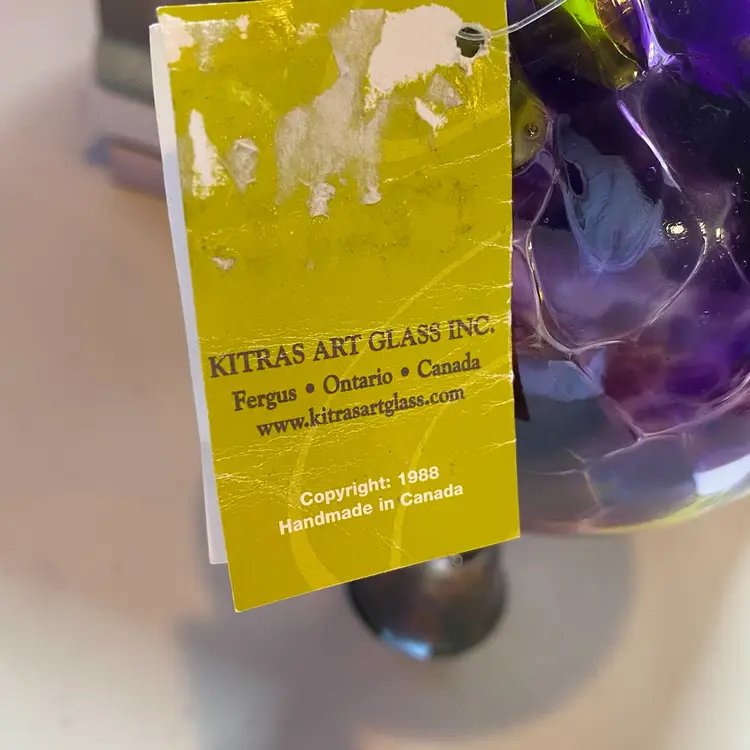 KITRAS ART GLASS INC.
Fergus • Ontario • Canada
www.kitrasartglass.com
Copyright: 1988
Handmade in Canada